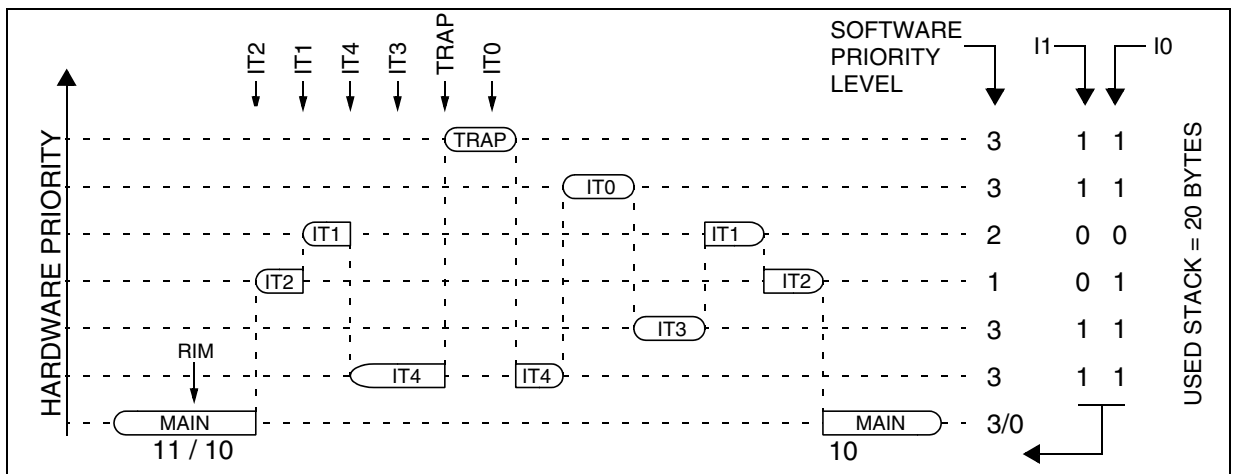 IT2
IT1
IT4
IT3
TRAP
IT0
SOFTWARE
PRIORITY
LEVEL
I1
I0
HARDWARE PRIORITY
TRAP
3
1 1
IT0
3
1 1
IT1
IT1
2
0 0
IT2
IT2
1
0 1
IT3
3
1 1
RIM
IT4
IT4
3
1 1
MAIN
MAIN
3/0
11 / 10
10
USED STACK = 20 BYTES